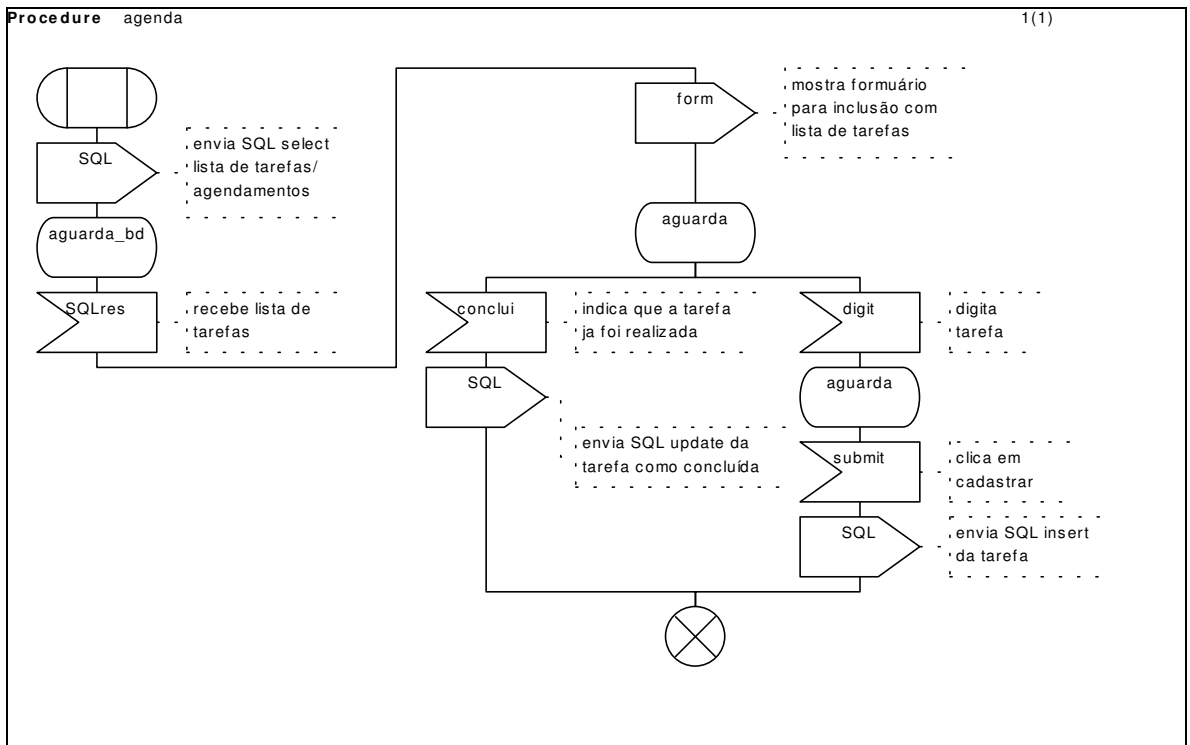 Procedure agenda 1(1)
SQL
envia SQL select
lista de tarefas/
agendamentos
aguarda_bd
SQLres
recebe lista de
tarefas
form
mostra formuário
para inclusão com
lista de tarefas
aguarda
conclui
indica que a tarefa
ja foi realizada
SQL
envia SQL update da
tarefa como concluída
digit
digita
tarefa
aguarda
submit
clica em
cadastrar
SQL
envia SQL insert
da tarefa